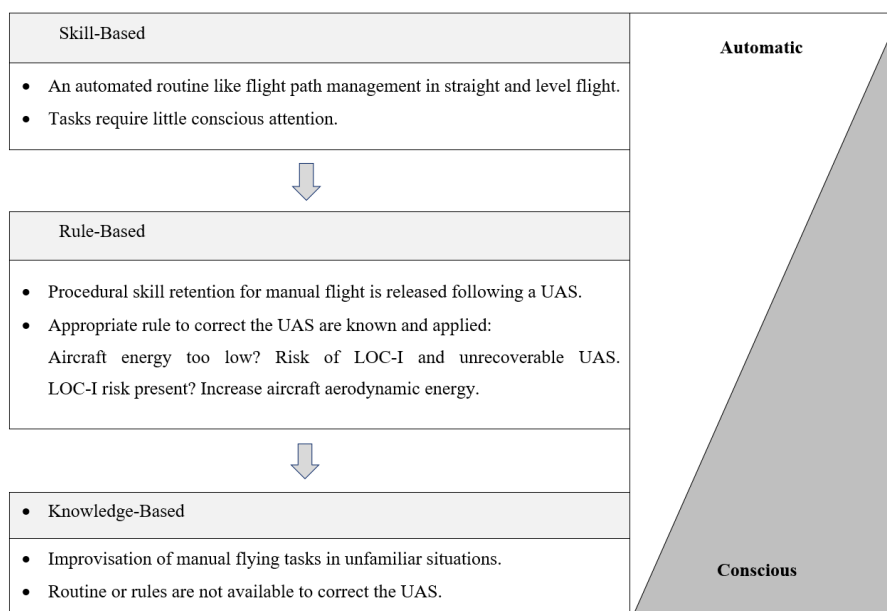 Skill-Based
Automatic
• An automated routine like flight path management in straight and level flight.
• Tasks require little conscious attention.
Rule-Based
• Procedural skill retention for manual flight is released following a UAS.
• Appropriate rule to correct the UAS are known and applied:
Aircraft energy too low? Risk of LOC-I and unrecoverable UAS.
LOC-I risk present? Increase aircraft aerodynamic energy.
• Knowledge-Based
• Improvisation of manual flying tasks in unfamiliar situations.
• Routine or rules are not available to correct the UAS.
Conscious